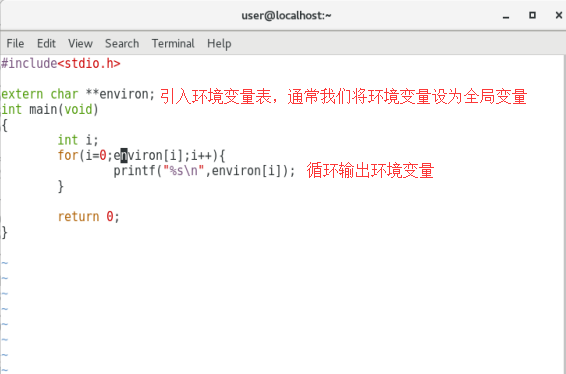 user@localhost:~
File Edit View Search Terminal Help
#include<stdio.h>
extern char **environ; 引入环境变量表，通常我们将环境变量设为全局变量
int main(void)
{
int i;
for(i=0;environ[i];i++){
printf("%s\n",environ[i]); 循环输出环境变量
}
return 0;
}
~
~
~
~
~
~
~
~